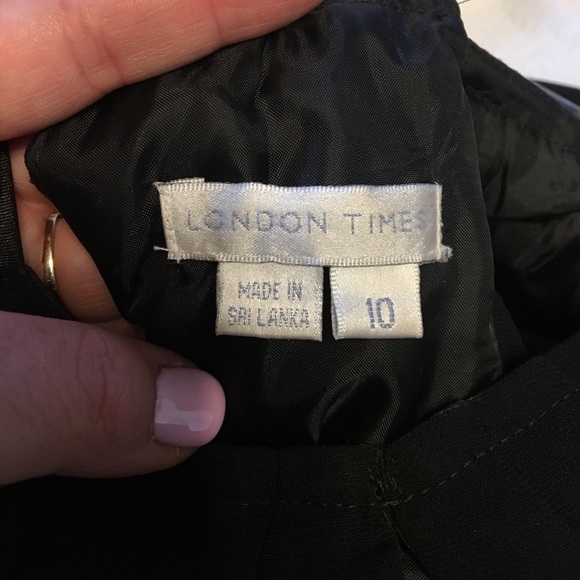 LONDON TIMES
MADE IN
SRI LANKA
10